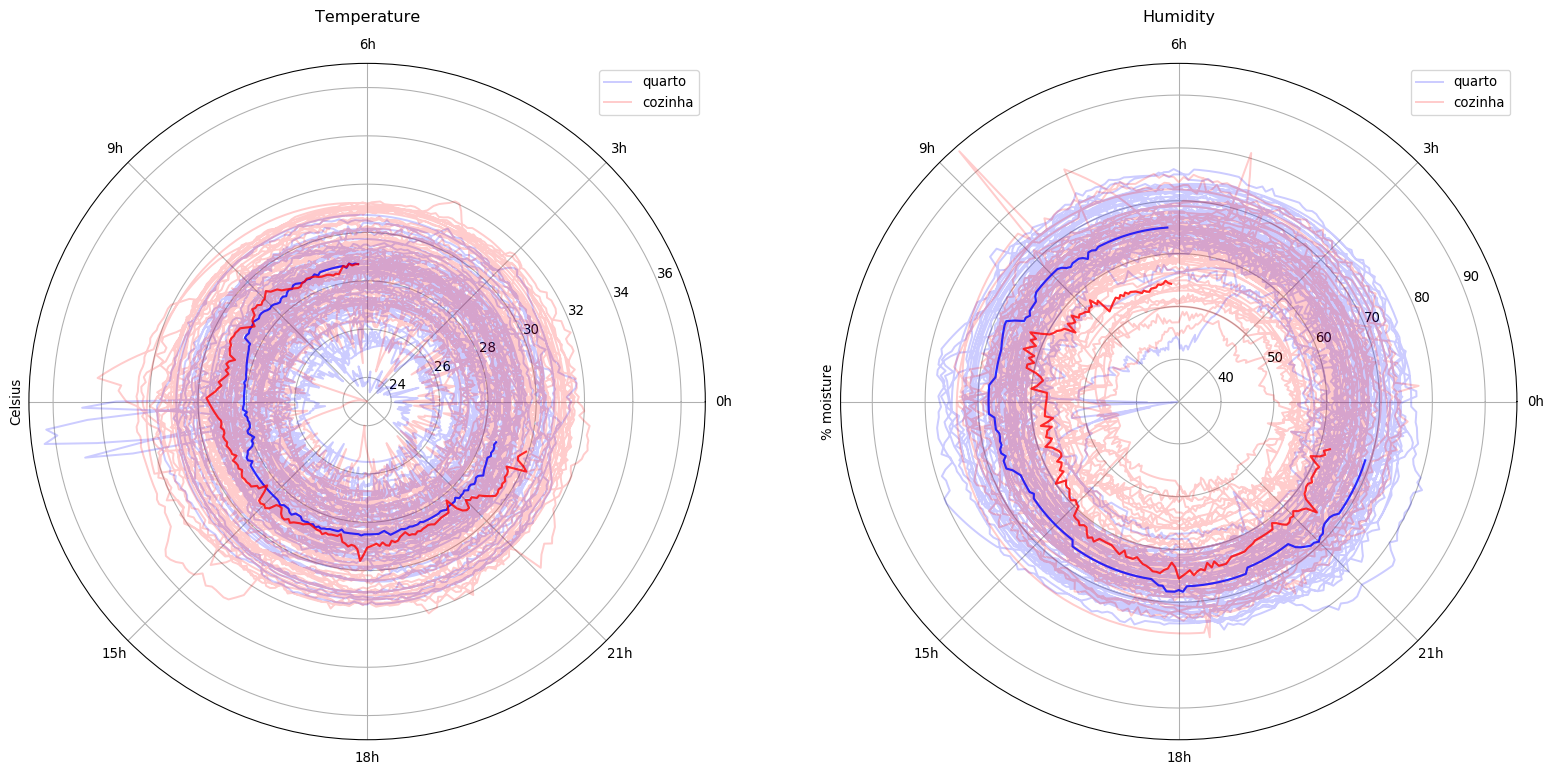 Temperature
6h
quarto
cozinha
9h
3h
36
34
32
30
28
26
24
0h
Celsius
15h
21h
18h
Humidity
6h
quarto
cozinha
9h
3h
90
80
70
60
50
40
0h
% moisture
15h
21h
18h